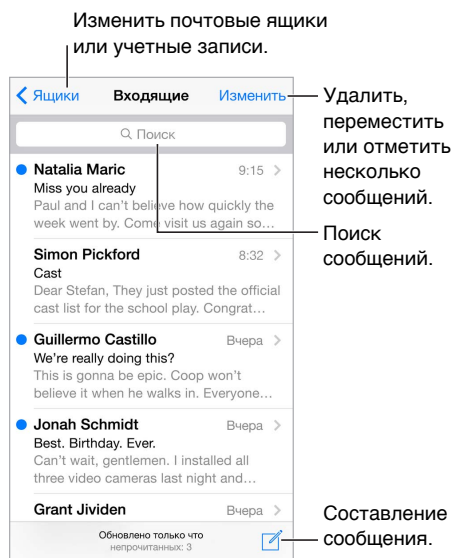 Изменить почтовые ящики
или учетные записи.
Ящики Входящие Изменить
Удалить,
переместить
или отметить
несколько
сообщений.
Поиск
Поиск
сообщений.
Natalia Maric 9:15
Miss you already
Paul and I can't believe how quickly the
week went by. Come visit us again so…
Simon Pickford 8:32
Cast
Dear Stefan, They just posted the official
cast list for the school play. Congrat…
Guillermo Castillo Вчера
We're really doing this?
This is gonna be epic. Coop won't
believe it when he walks in. Everyone…
Jonah Schmidt Вчера
Best. Birthday. Ever.
Can't wait, gentlemen. I installed all
three video cameras last night and…
Grant Jividen Вчера
Обновлено только что
непрочитанных: 3
Составление
сообщения.